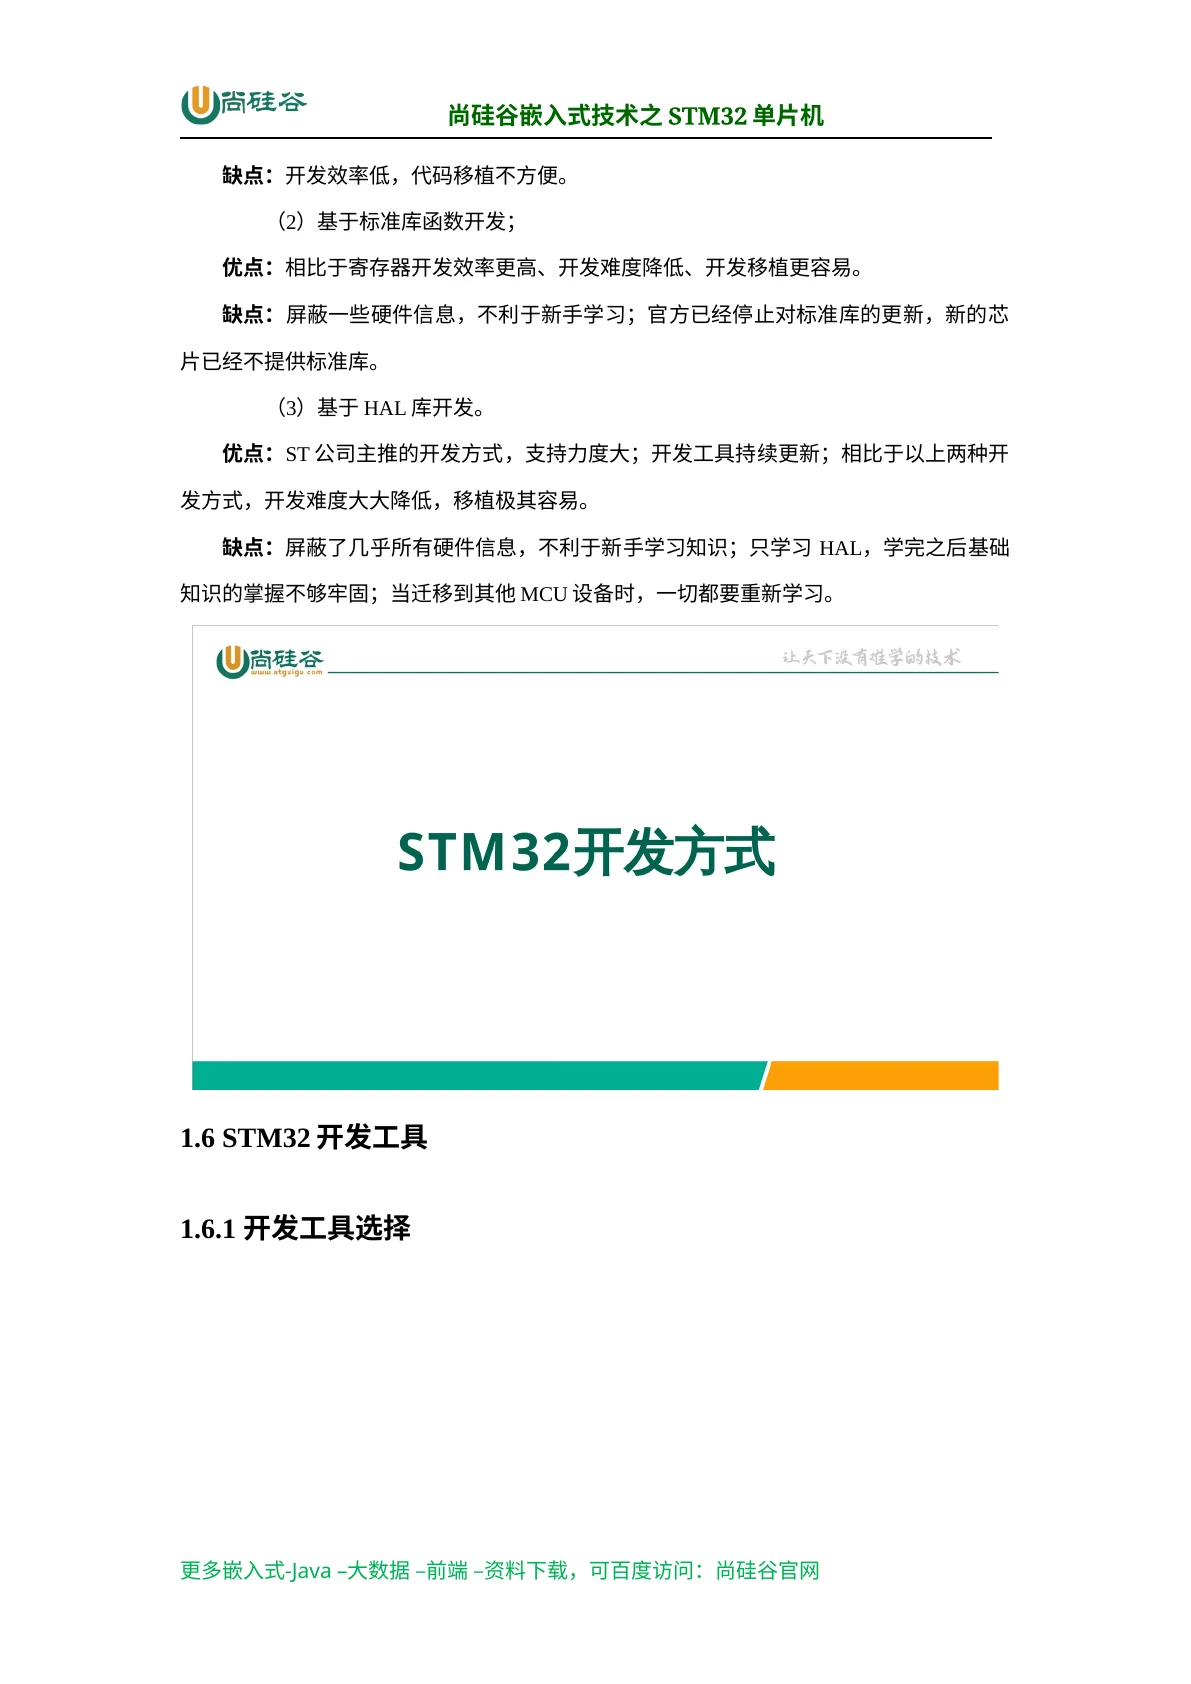 尚硅谷
尚硅谷嵌入式技术之 STM32 单片机
缺点：开发效率低，代码移植不方便。
（2）基于标准库函数开发；
优点：相比于寄存器开发效率更高、开发难度降低、开发移植更容易。
缺点：屏蔽一些硬件信息，不利于新手学习；官方已经停止对标准库的更新，新的芯
片已经不提供标准库。
（3）基于 HAL 库开发。
优点：ST 公司主推的开发方式，支持力度大；开发工具持续更新；相比于以上两种开
发方式，开发难度大大降低，移植极其容易。
缺点：屏蔽了几乎所有硬件信息，不利于新手学习知识；只学习 HAL，学完之后基础
知识的掌握不够牢固；当迁移到其他 MCU 设备时，一切都要重新学习。
尚硅谷
www.atguigu.com
让天下没有难学的技术
STM32开发方式
1.6 STM32 开发工具
1.6.1 开发工具选择
更多嵌入式-Java –大数据 –前端 –资料下载，可百度访问：尚硅谷官网